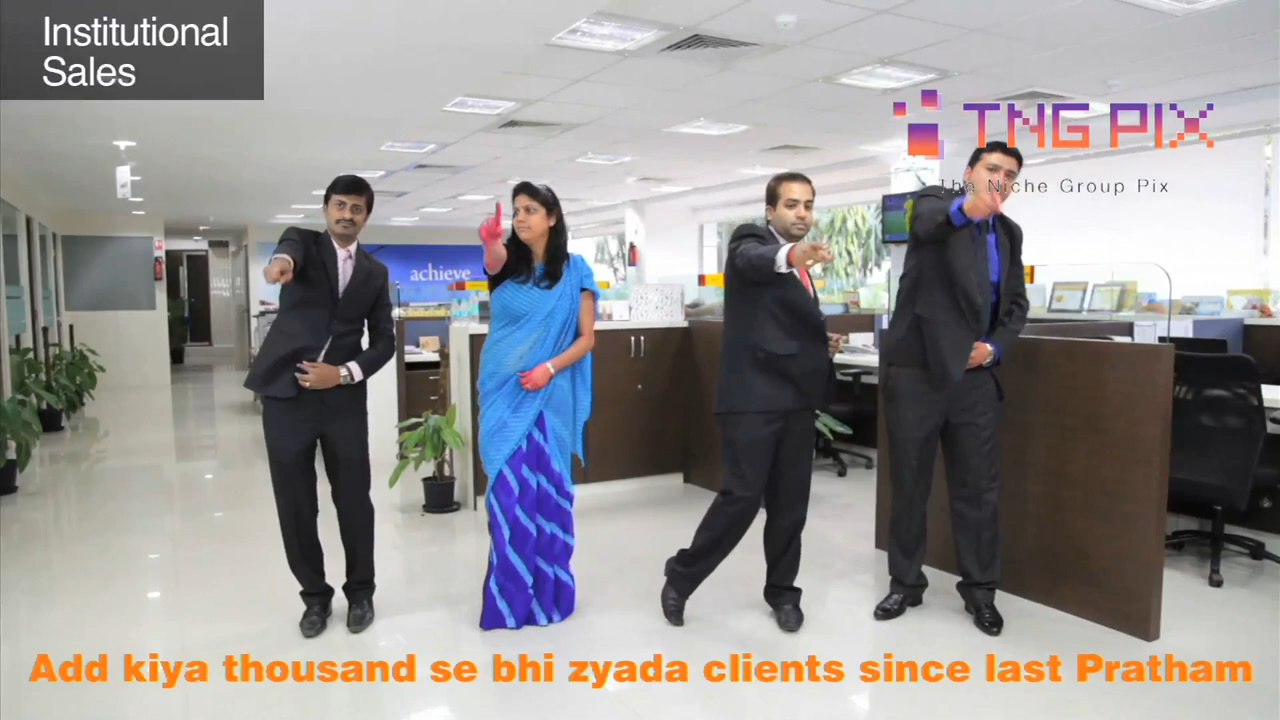 Institutional
Sales
TNG PIX
The Niche Group Pix
achieve
Add kiya thousand se bhi zyada clients since last Pratham